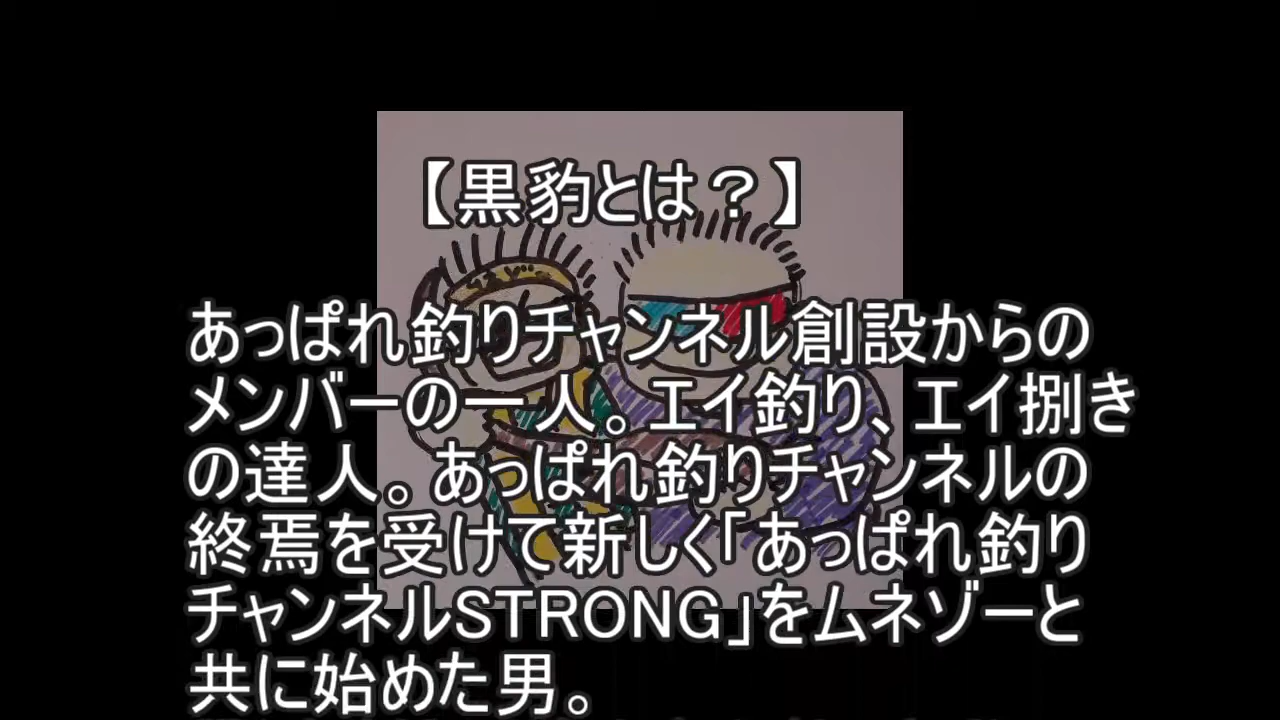 【黒豹とは？】
あっぱれ釣りチャンネル創設からの
メンバーの一人。エイ釣り、エイ捌き
の達人。あっぱれ釣りチャンネルの
終焉を受けて新しく「あっぱれ釣り
チャンネルSTRONG」をムネゾーと
共に始めた男。